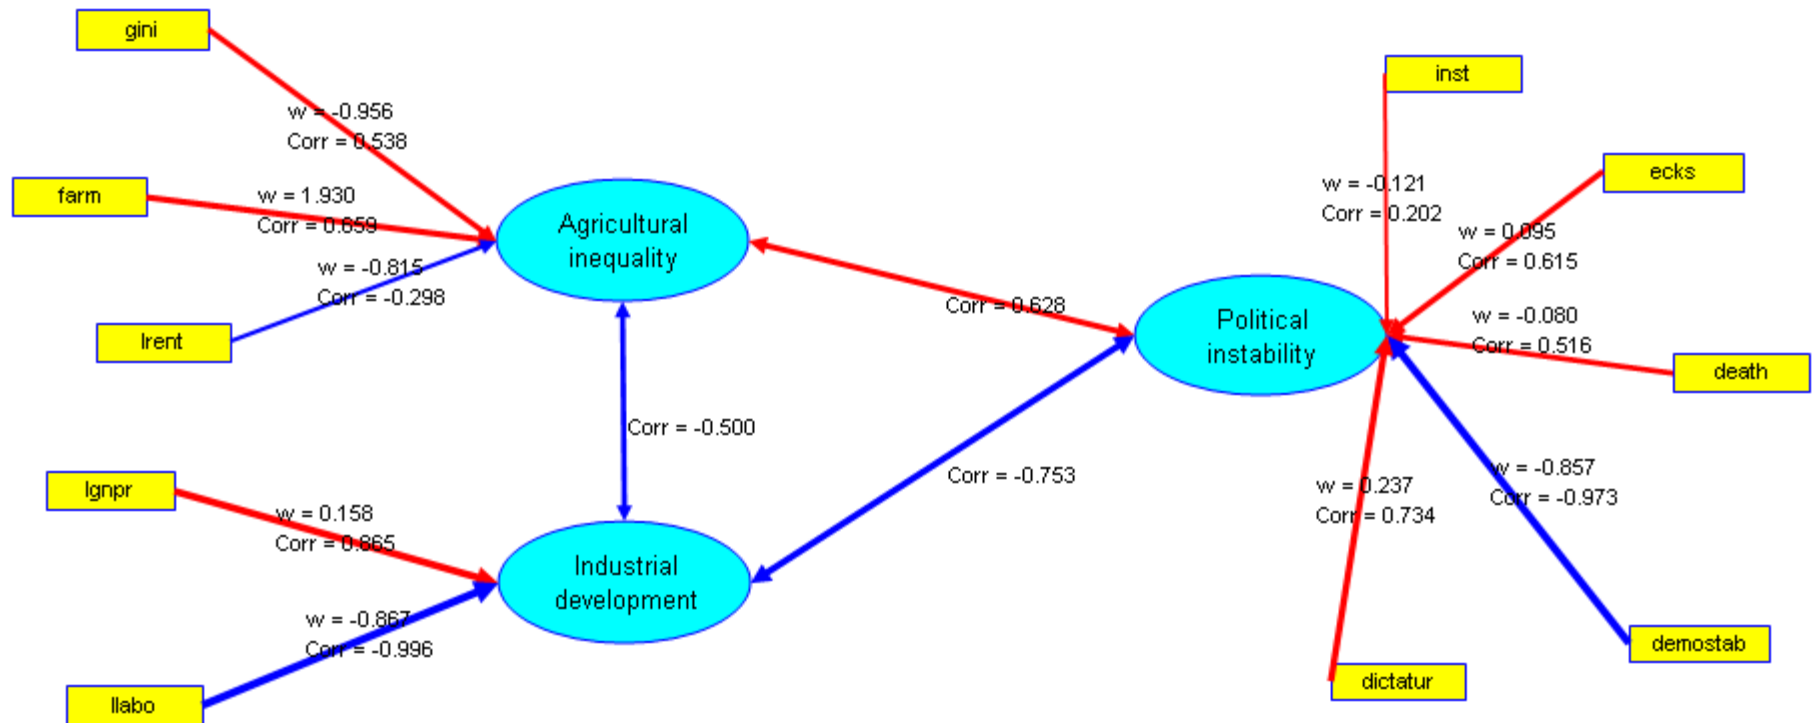 gini
w = -0.956
Corr = 0.538
farm
w = 1.930
Corr = 0.659
w = -0.815
Corr = -0.298
lrent
Agricultural
inequality
Corr = 0.628
Corr = -0.500
Corr = -0.753
lgnpr
w = 0.158
Corr = 0.865
w = -0.867
Corr = -0.996
llabo
Industrial
development
Political
instability
inst
w = -0.121
Corr = 0.202
ecks
w = 0.095
Corr = 0.615
w = -0.080
Corr = 0.516
death
w = -0.857
Corr = -0.973
demostab
w = 0.237
Corr = 0.734
dictatur